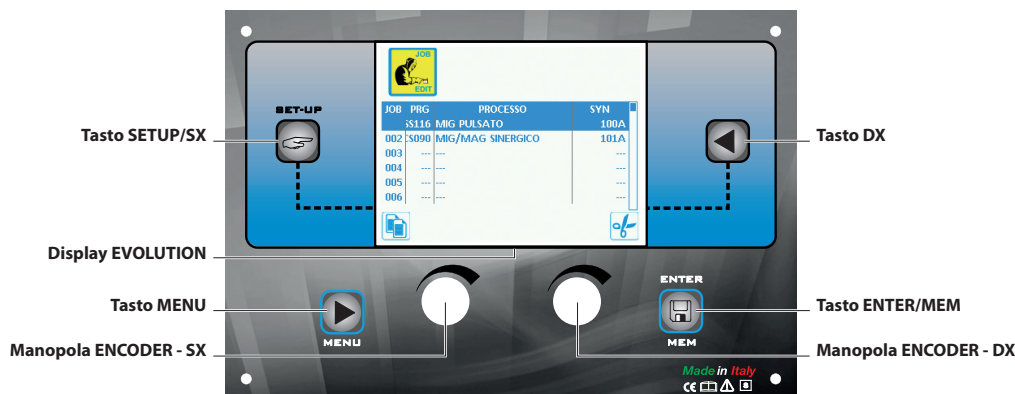 JOB
EDIT
SET-UP
JOB PRG PROCESSO SYN
SS116 MIG PULSATO 100A
002 CS090 MIG/MAG SINERGICO 101A
003 --- --- ---
004 --- --- ---
005 --- --- ---
006 --- --- ---
Tasto SETUP/SX
Tasto DX
Display EVOLUTION
ENTER
Tasto MENU
Tasto ENTER/MEM
MENU
MEM
Manopola ENCODER - SX
Manopola ENCODER - DX
Made in Italy
CE